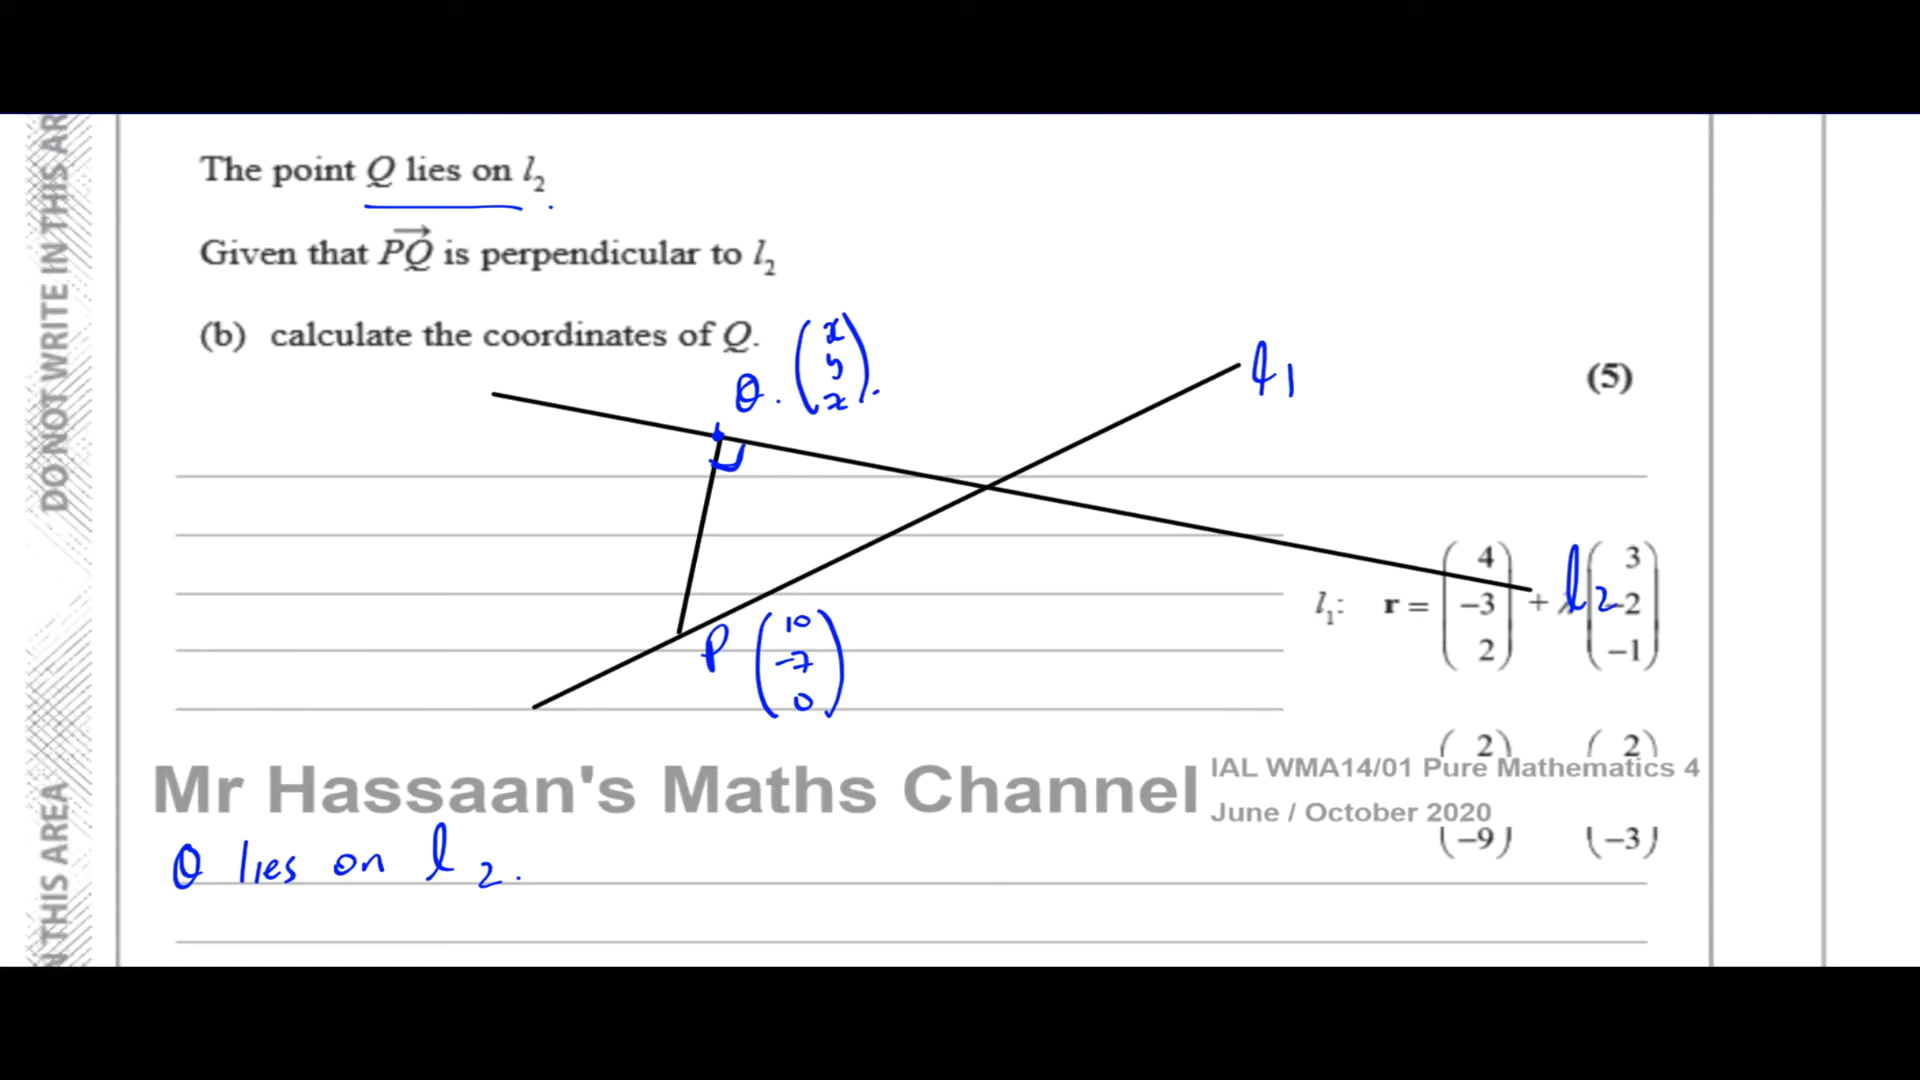 DO NOT WRITE IN THIS AR
The point Q lies on l₂
Given that PQ⃗ is perpendicular to l₂
(b) calculate the coordinates of Q.
(5)
Q. (x y z).
l₁
l₂
l₁: r = (4 −3 2) + (3 −2 −1)
P (10 −7 0)
(2 (2
−9) −3)
Mr Hassaan's Maths Channel
IAL WMA14/01 Pure Mathematics 4
June / October 2020
Q lies on l₂.
N THIS AREA